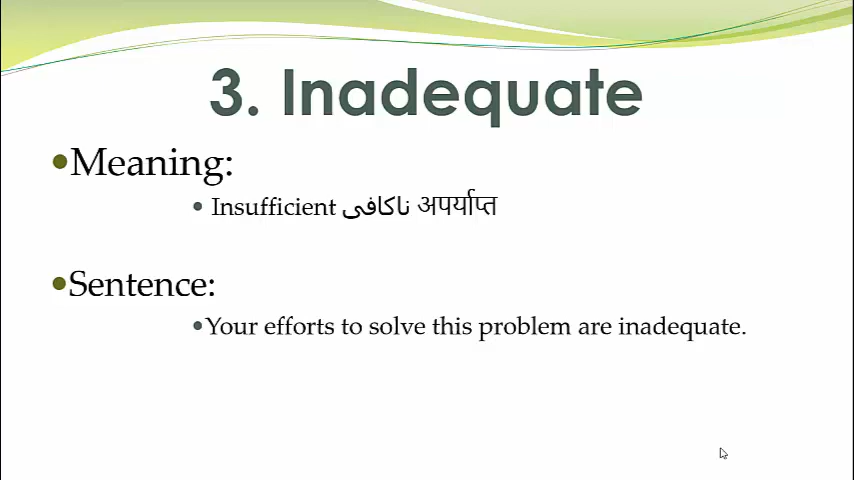 3. Inadequate
•Meaning:
• Insufficient ناکافی अपर्याप्त
•Sentence:
•Your efforts to solve this problem are inadequate.